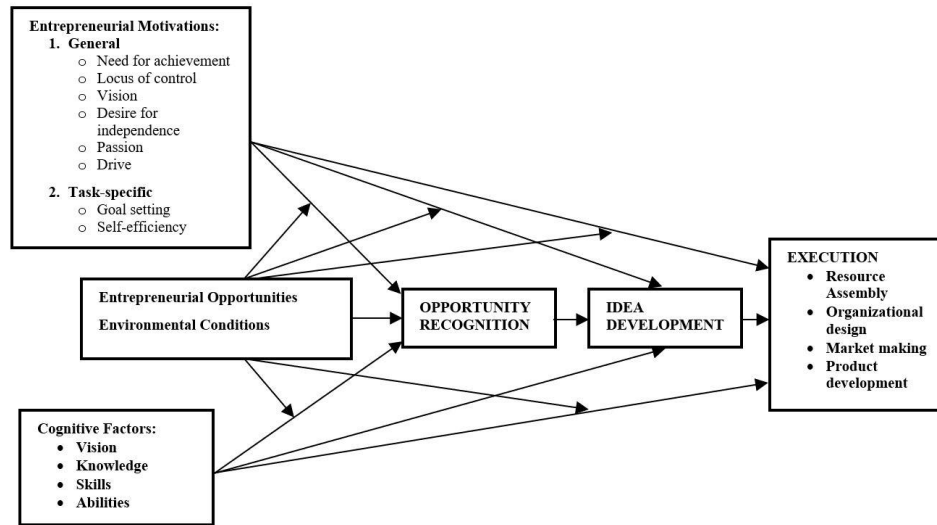 Entrepreneurial Motivations:
1. General
o Need for achievement
o Locus of control
o Vision
o Desire for
independence
o Passion
o Drive
2. Task-specific
o Goal setting
o Self-efficiency
Entrepreneurial Opportunities
Environmental Conditions
Cognitive Factors:
• Vision
• Knowledge
• Skills
• Abilities
OPPORTUNITY
RECOGNITION
IDEA
DEVELOPMENT
EXECUTION
• Resource
Assembly
• Organizational
design
• Market making
• Product
development